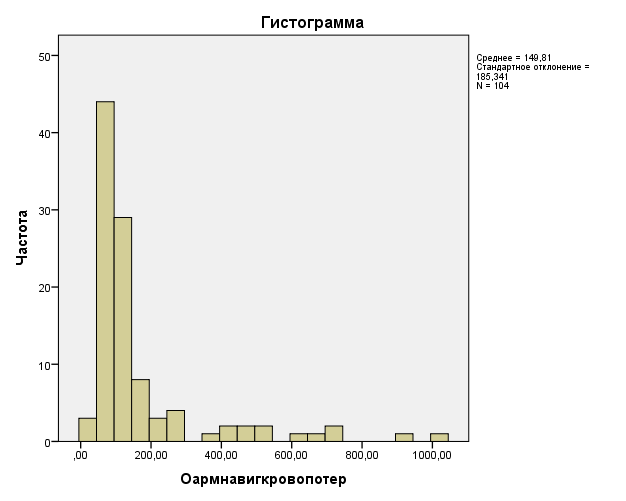 Гистограмма
Среднее = 149,81
Стандартное отклонение =
185,341
N = 104
Частота
50
40
30
20
10
0
,00 200,00 400,00 600,00 800,00 1000,00
Оармнавигкровопотер